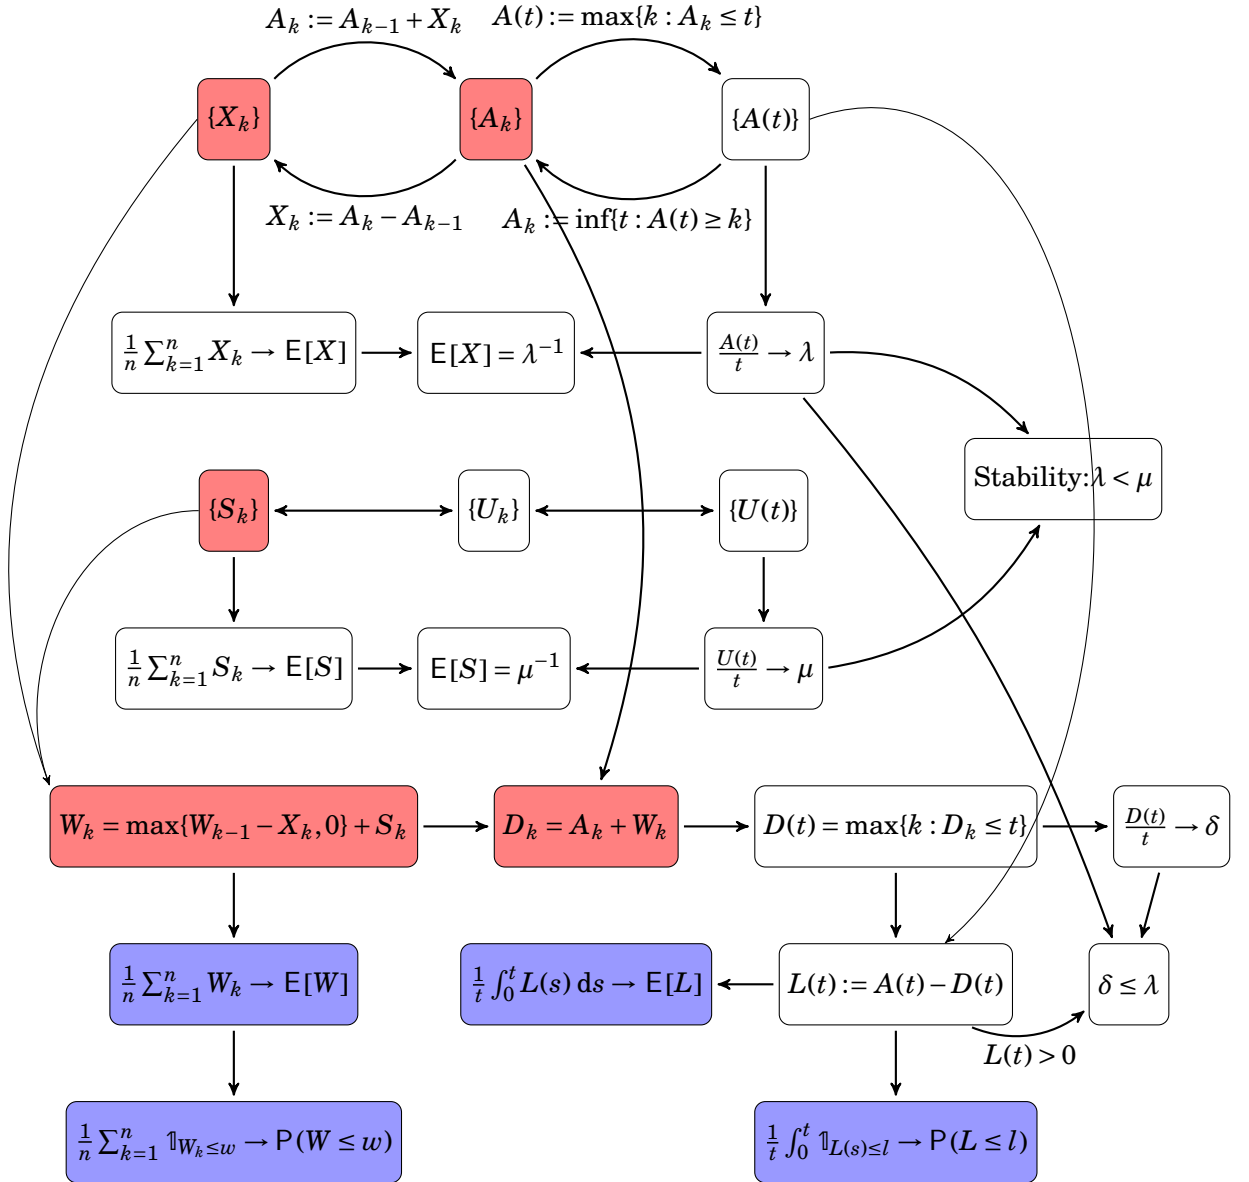 A_k := A_{k−1} + X_k
A(t) := max{k : A_k ≤ t}
{X_k}
{A_k}
{A(t)}
X_k := A_k − A_{k−1}
A_k := inf{t : A(t) ≥ k}
1/n ∑_{k=1}^n X_k → E[X]
E[X] = λ^{−1}
A(t)/t → λ
Stability:λ < μ
{S_k}
{U_k}
{U(t)}
1/n ∑_{k=1}^n S_k → E[S]
E[S] = μ^{−1}
U(t)/t → μ
W_k = max{W_{k−1} − X_k, 0} + S_k
D_k = A_k + W_k
D(t) = max{k : D_k ≤ t}
D(t)/t → δ
1/n ∑_{k=1}^n W_k → E[W]
1/t ∫_0^t L(s) ds → E[L]
L(t) := A(t) − D(t)
δ ≤ λ
L(t) > 0
1/n ∑_{k=1}^n 𝟙_{W_k ≤ w} → P(W ≤ w)
1/t ∫_0^t 𝟙_{L(s) ≤ l} → P(L ≤ l)